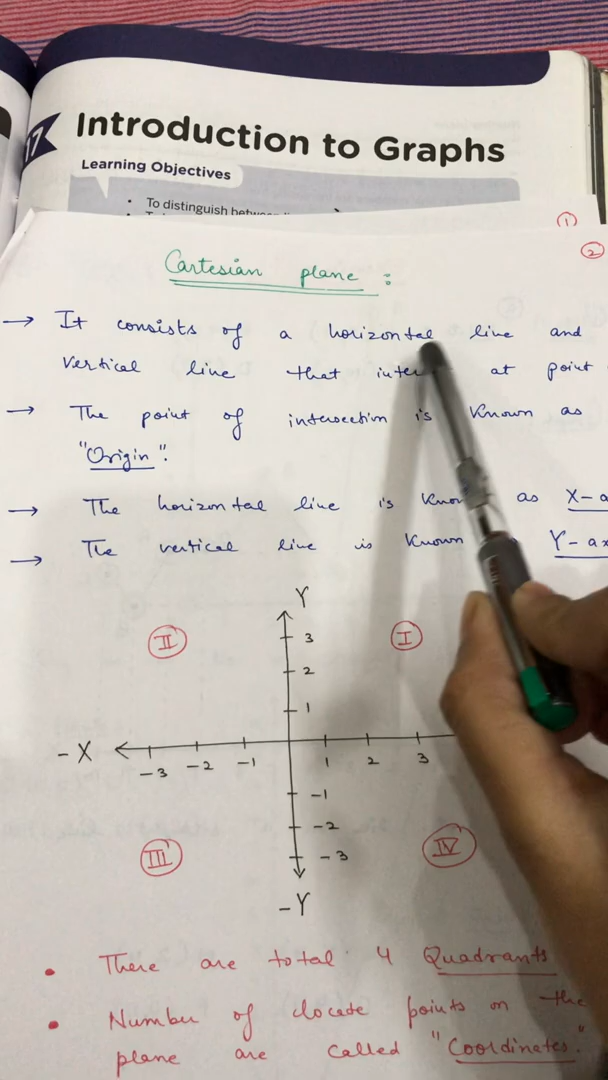 17 Introduction to Graphs
Learning Objectives
• To distinguish
①
②
Cartesian plane :
→ It consists of a horizontal line and
vertical line that at point
→ The point of intersection is known as
"Origin".
→ The horizontal line is as
→ The vertical line is known
Y
II I
3
2
1
-X -3 -2 -1 1 2 3
-1
-2
-3
III IV
-Y
• There are total 4 Quadrants
• Number of points on the
plane are called "Coordinates".